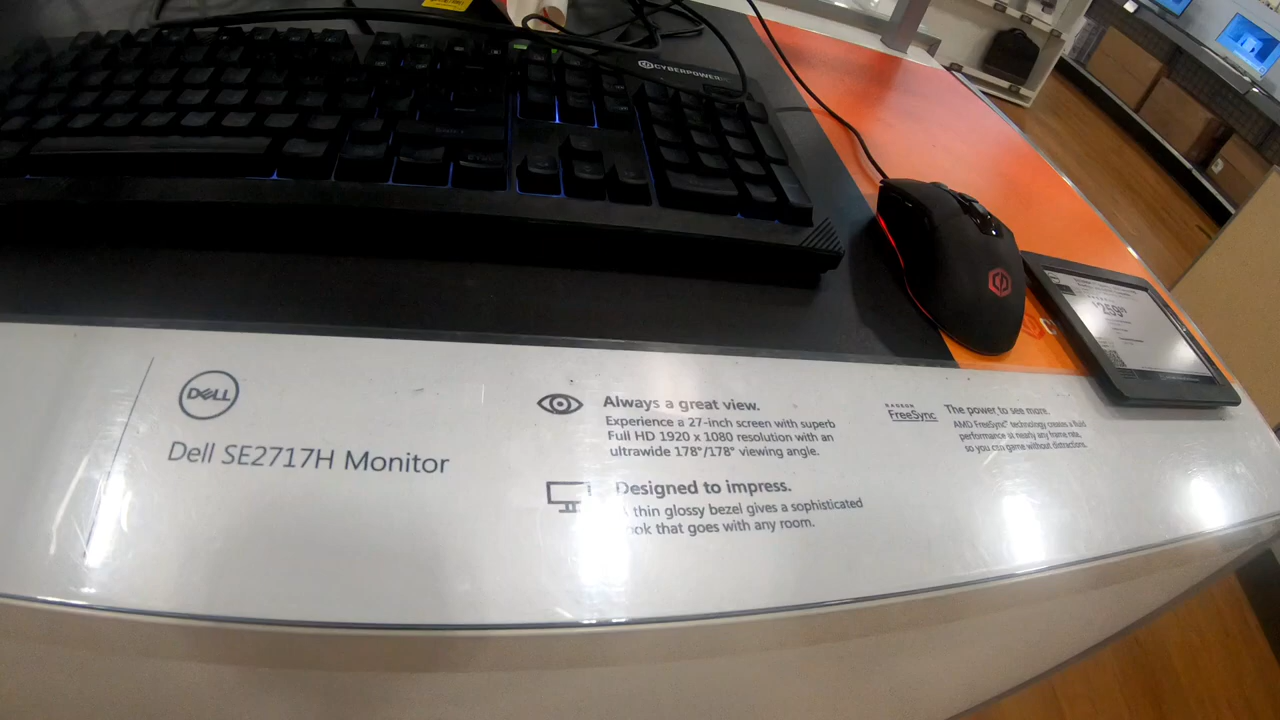 CYBERPOWER
DELL
Dell SE2717H Monitor
Always a great view.
Experience a 27-inch screen with superb
Full HD 1920 x 1080 resolution with an
ultrawide 178°/178° viewing angle.
Designed to impress.
thin glossy bezel gives a sophisticated
that goes with any room.
RADEON
FreeSync
The power to see more.
AMD FreeSync™ technology creates a fluid
performance at nearly any frame rate,
so you can game without distractions.